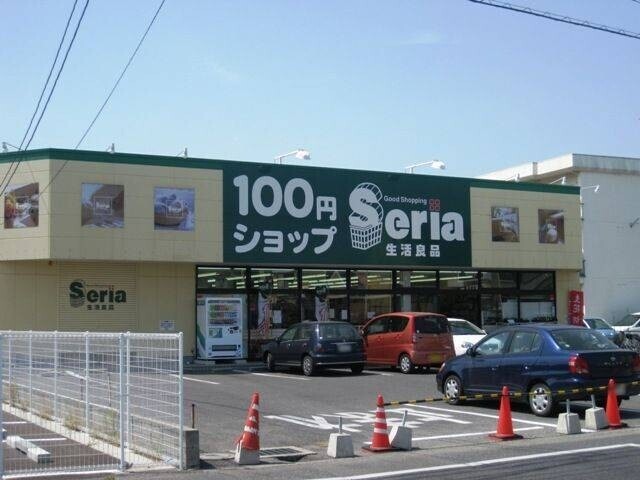 100円
ショップ
Good Shopping
Seria
生活良品
Seria
生活良品